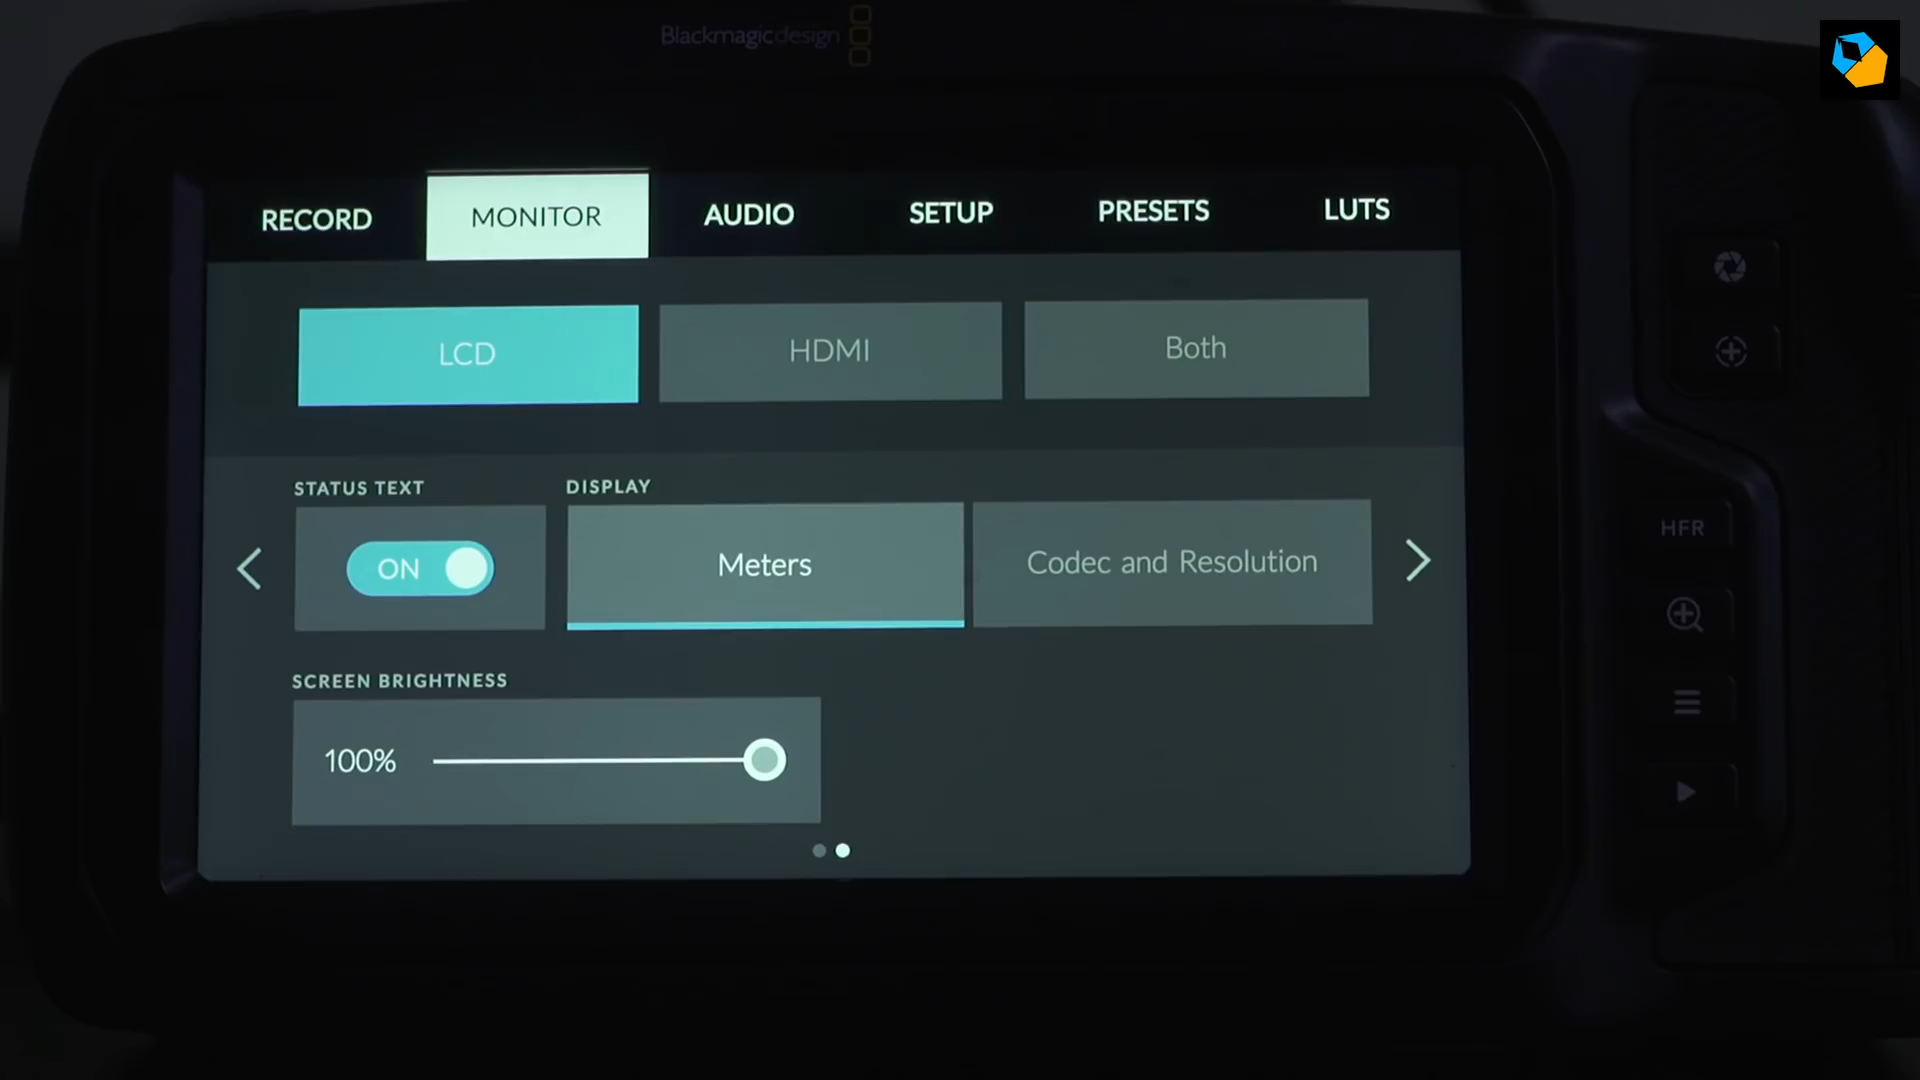 Blackmagicdesign
RECORD MONITOR AUDIO SETUP PRESETS LUTS
LCD HDMI Both
STATUS TEXT DISPLAY
ON Meters Codec and Resolution
SCREEN BRIGHTNESS
100%
HFR